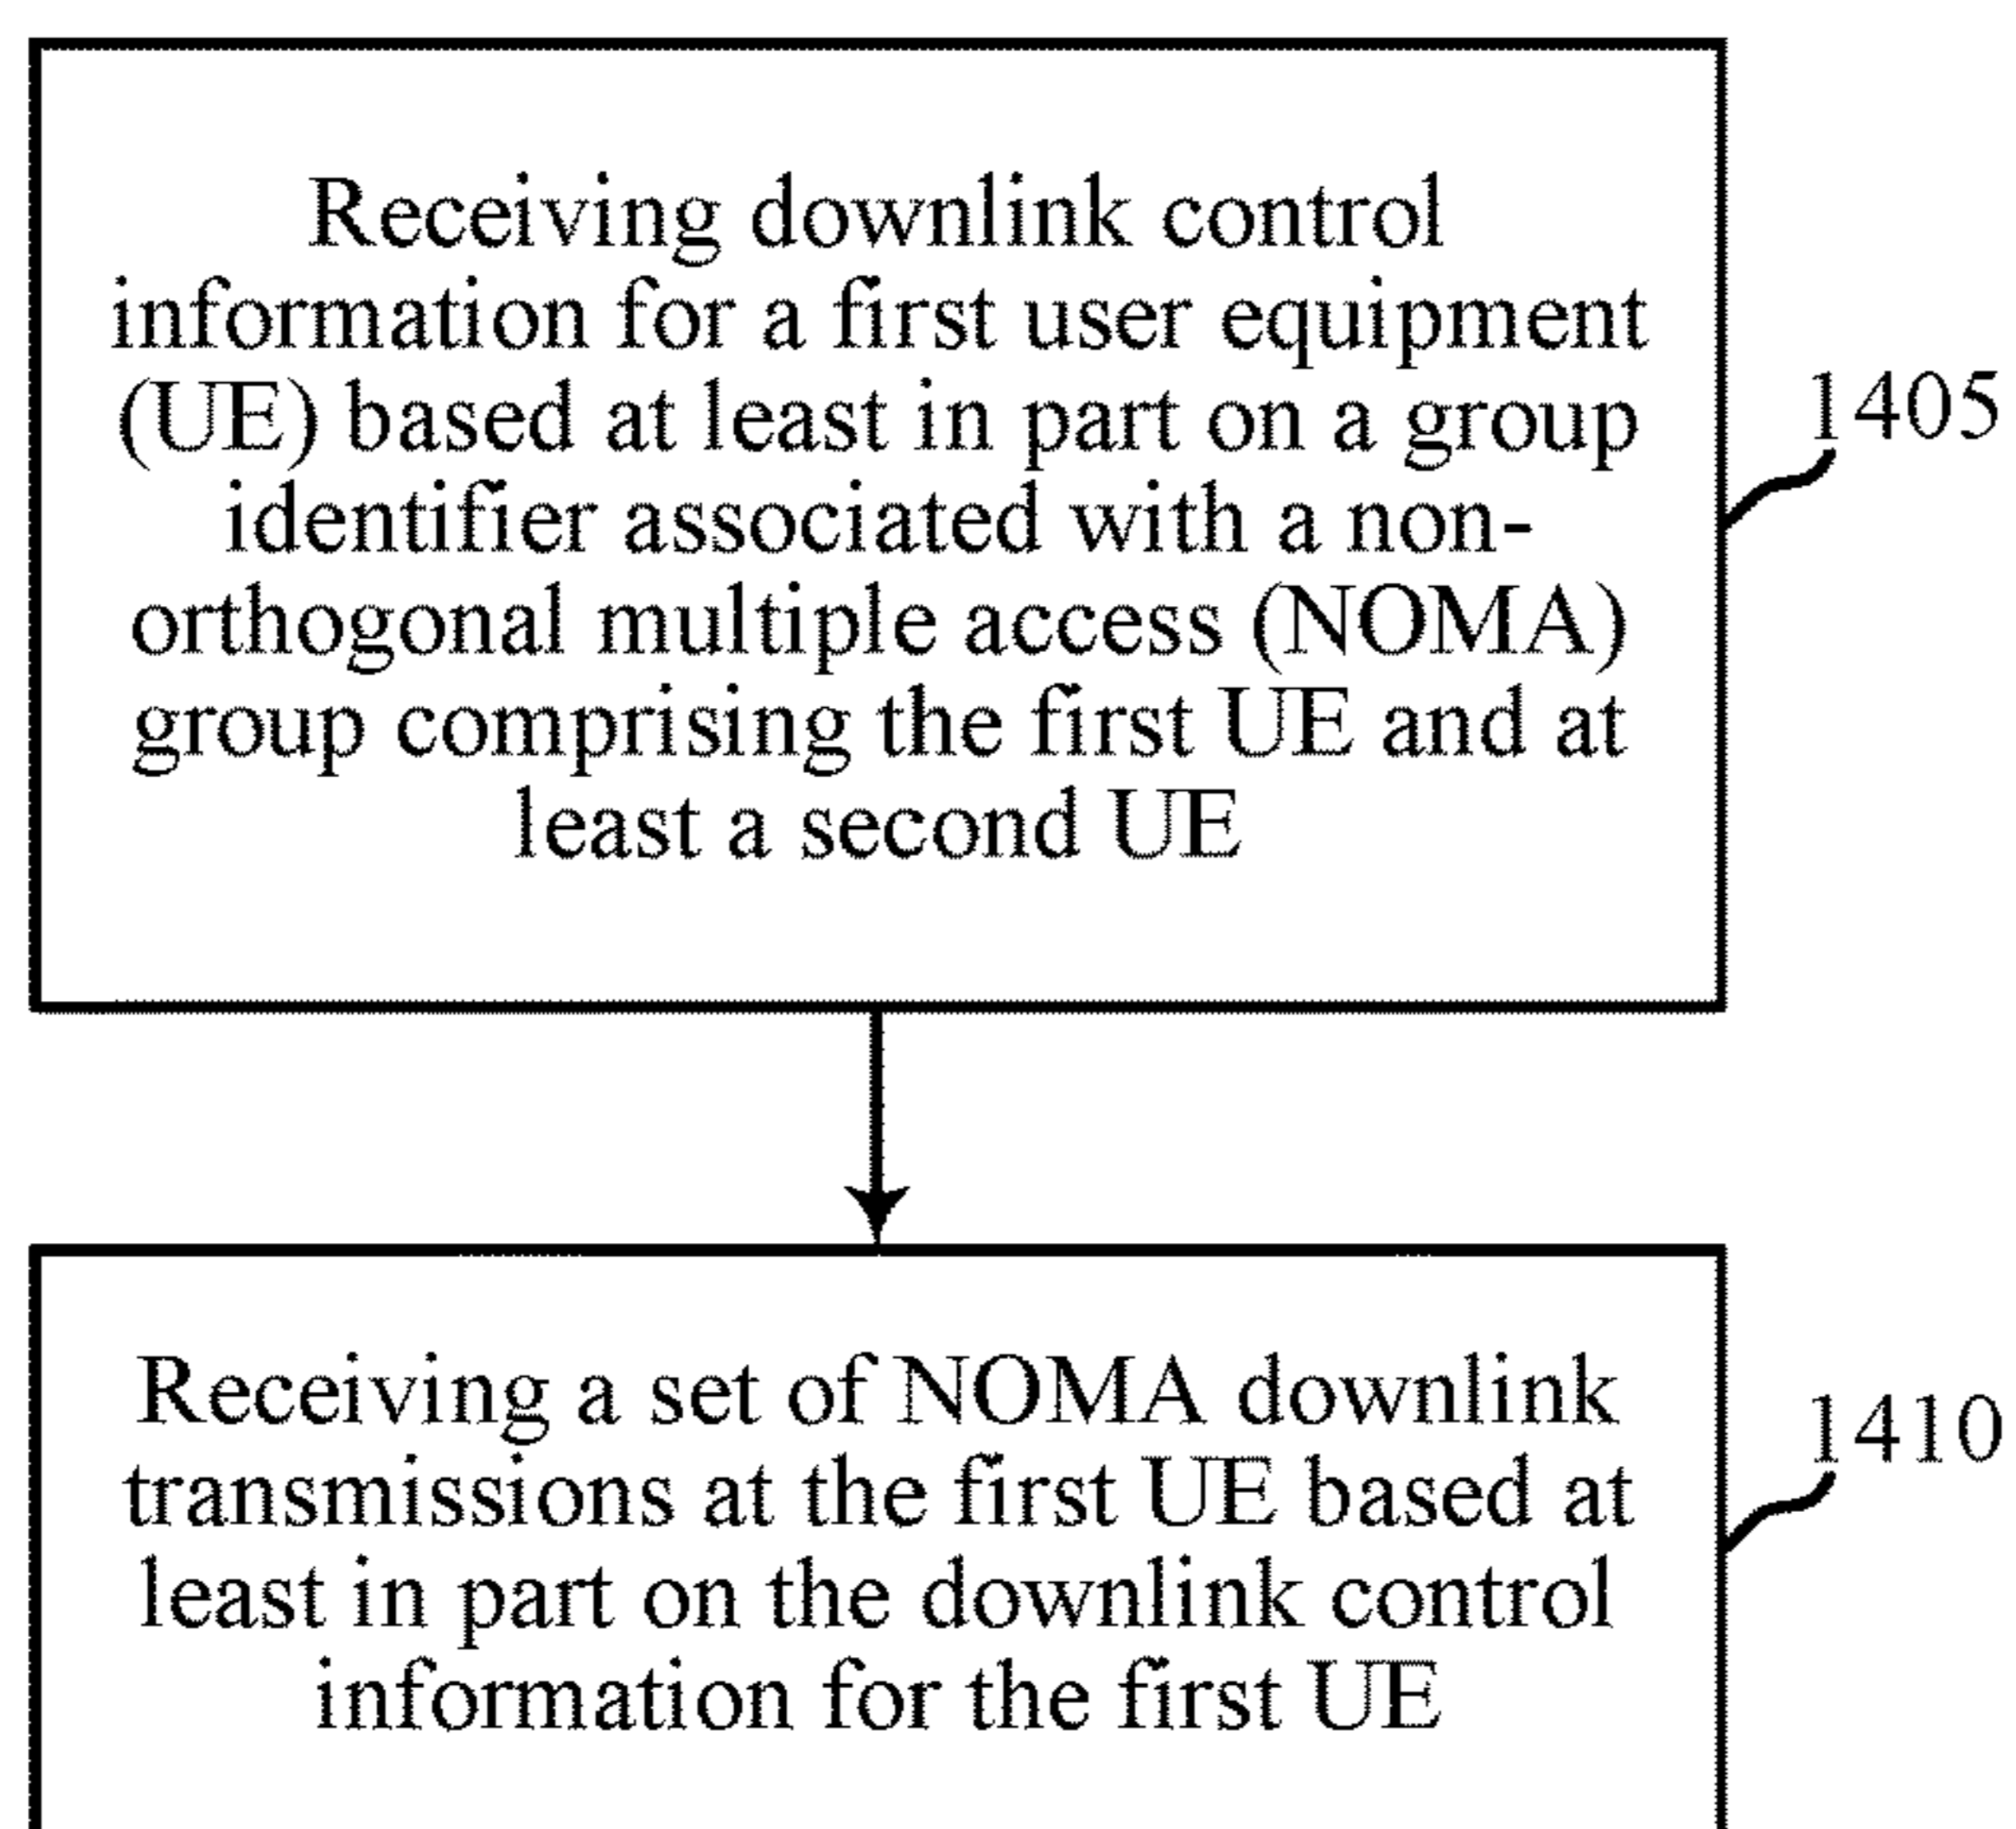 Receiving downlink control
information for a first user equipment
(UE) based at least in part on a group
identifier associated with a non-
orthogonal multiple access (NOMA)
group comprising the first UE and at
least a second UE
1405
Receiving a set of NOMA downlink
transmissions at the first UE based at
least in part on the downlink control
information for the first UE
1410